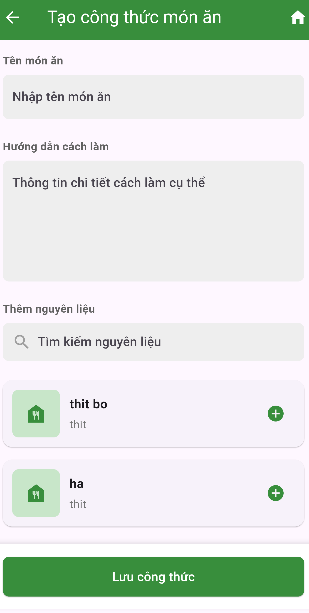 Tạo công thức món ăn
Tên món ăn
Nhập tên món ăn
Hướng dẫn cách làm
Thông tin chi tiết cách làm cụ thể
Thêm nguyên liệu
Tìm kiếm nguyên liệu
thit bo
thit
ha
thit
Lưu công thức